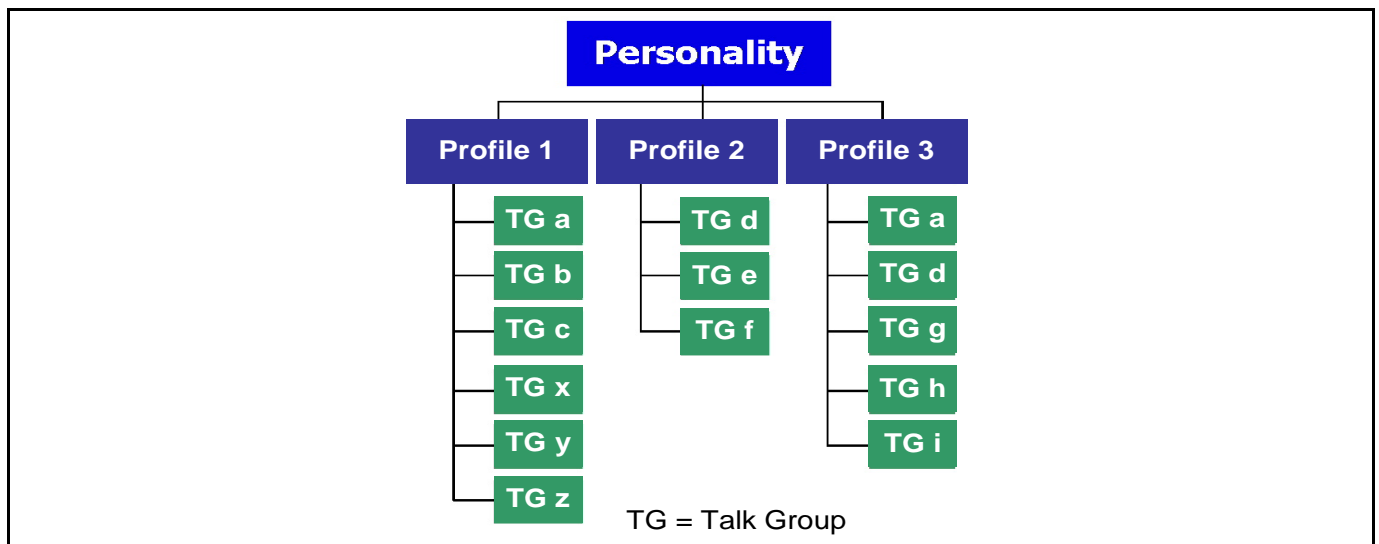 Personality
Profile 1
Profile 2
Profile 3
TG a
TG b
TG c
TG x
TG y
TG z
TG d
TG e
TG f
TG a
TG d
TG g
TG h
TG i
TG = Talk Group